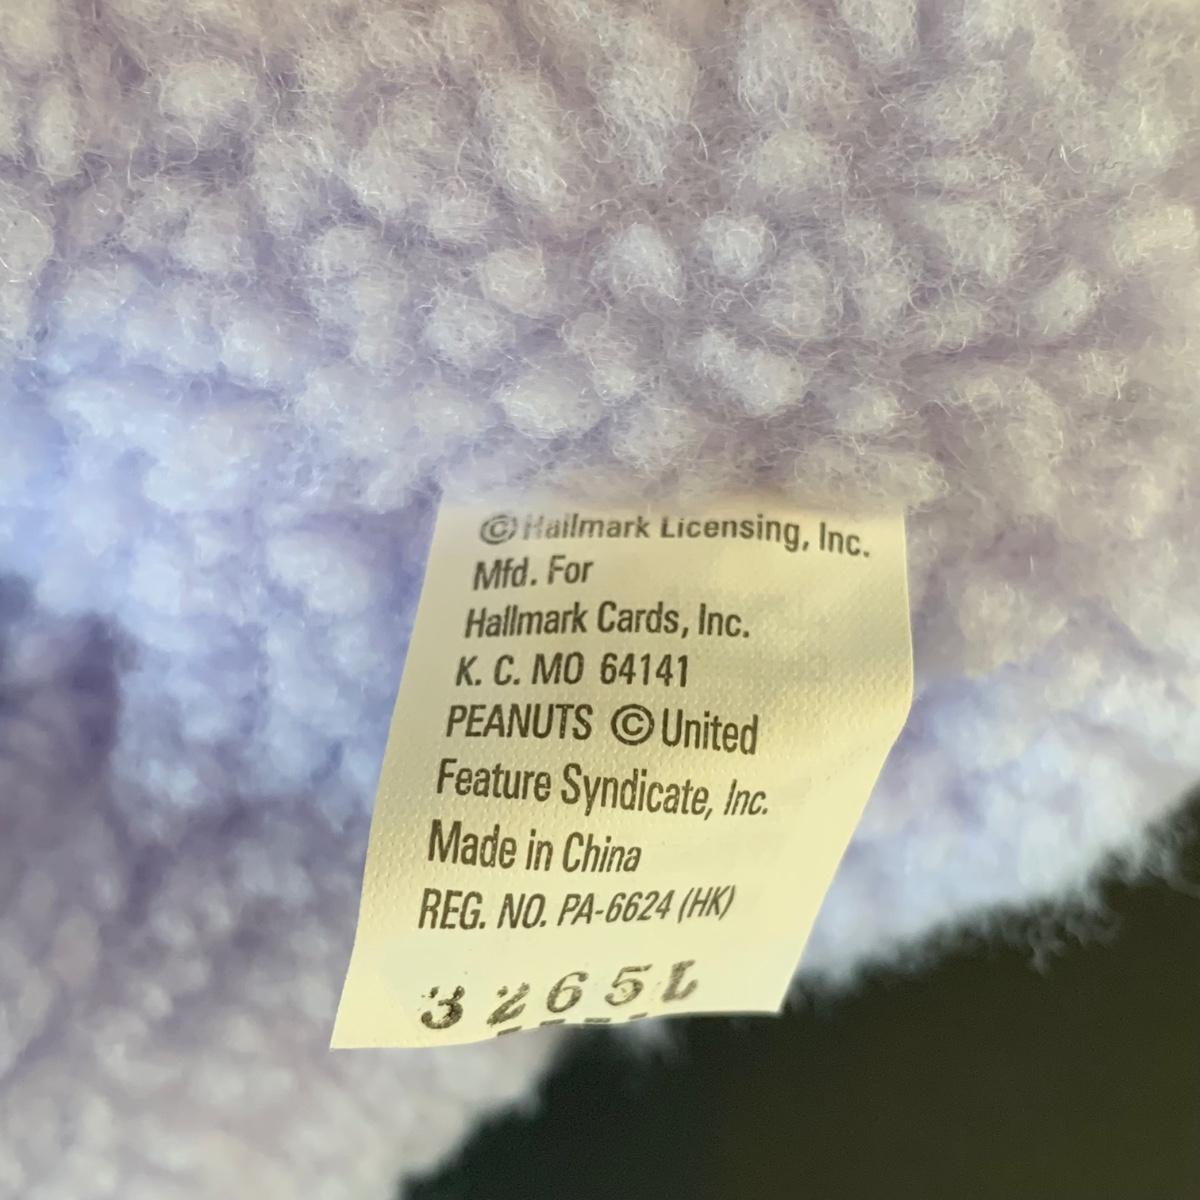 © Hallmark Licensing, Inc.
Mfd. For
Hallmark Cards, Inc.
K. C. MO 64141
PEANUTS © United
Feature Syndicate, Inc.
Made in China
REG. NO. PA-6624 (HK)
3265L